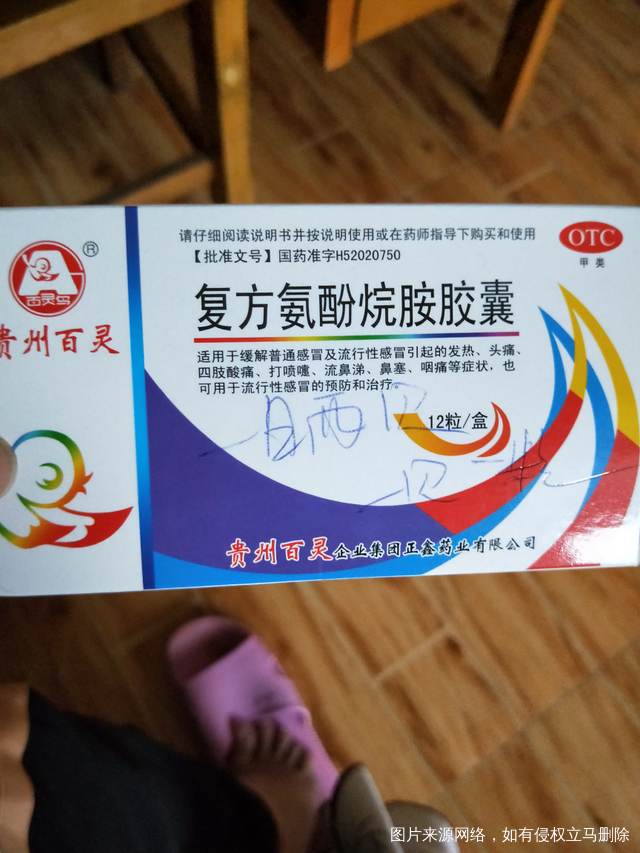 请仔细阅读说明书并按说明使用或在药师指导下购买和使用
【批准文号】国药准字H52020750
OTC
甲类
百灵鸟
®
贵州百灵
复方氨酚烷胺胶囊
适用于缓解普通感冒及流行性感冒引起的发热、头痛、
四肢酸痛、打喷嚏、流鼻涕、鼻塞、咽痛等症状,也
可用于流行性感冒的预防和治疗。
12粒/盒
一日两
一粒
贵州百灵企业集团正鑫药业有限公司
图片来源网络，如有侵权立马删除